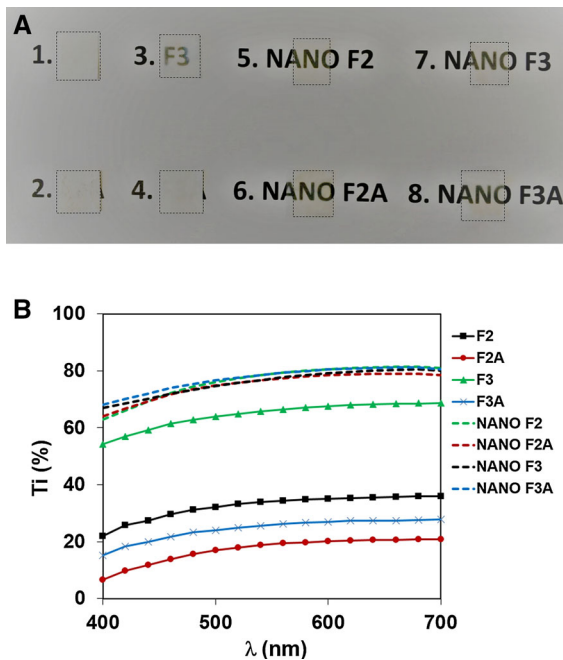 A
1. 3. F3 5. NANO F2 7. NANO F3
2. 4. 6. NANO F2A 8. NANO F3A
B
100
80
60
40
20
0
Ti (%)
400 500 600 700
λ (nm)
F2
F2A
F3
F3A
NANO F2
NANO F2A
NANO F3
NANO F3A